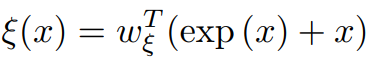 ξ(x) = w_ξ^T(exp (x) + x)